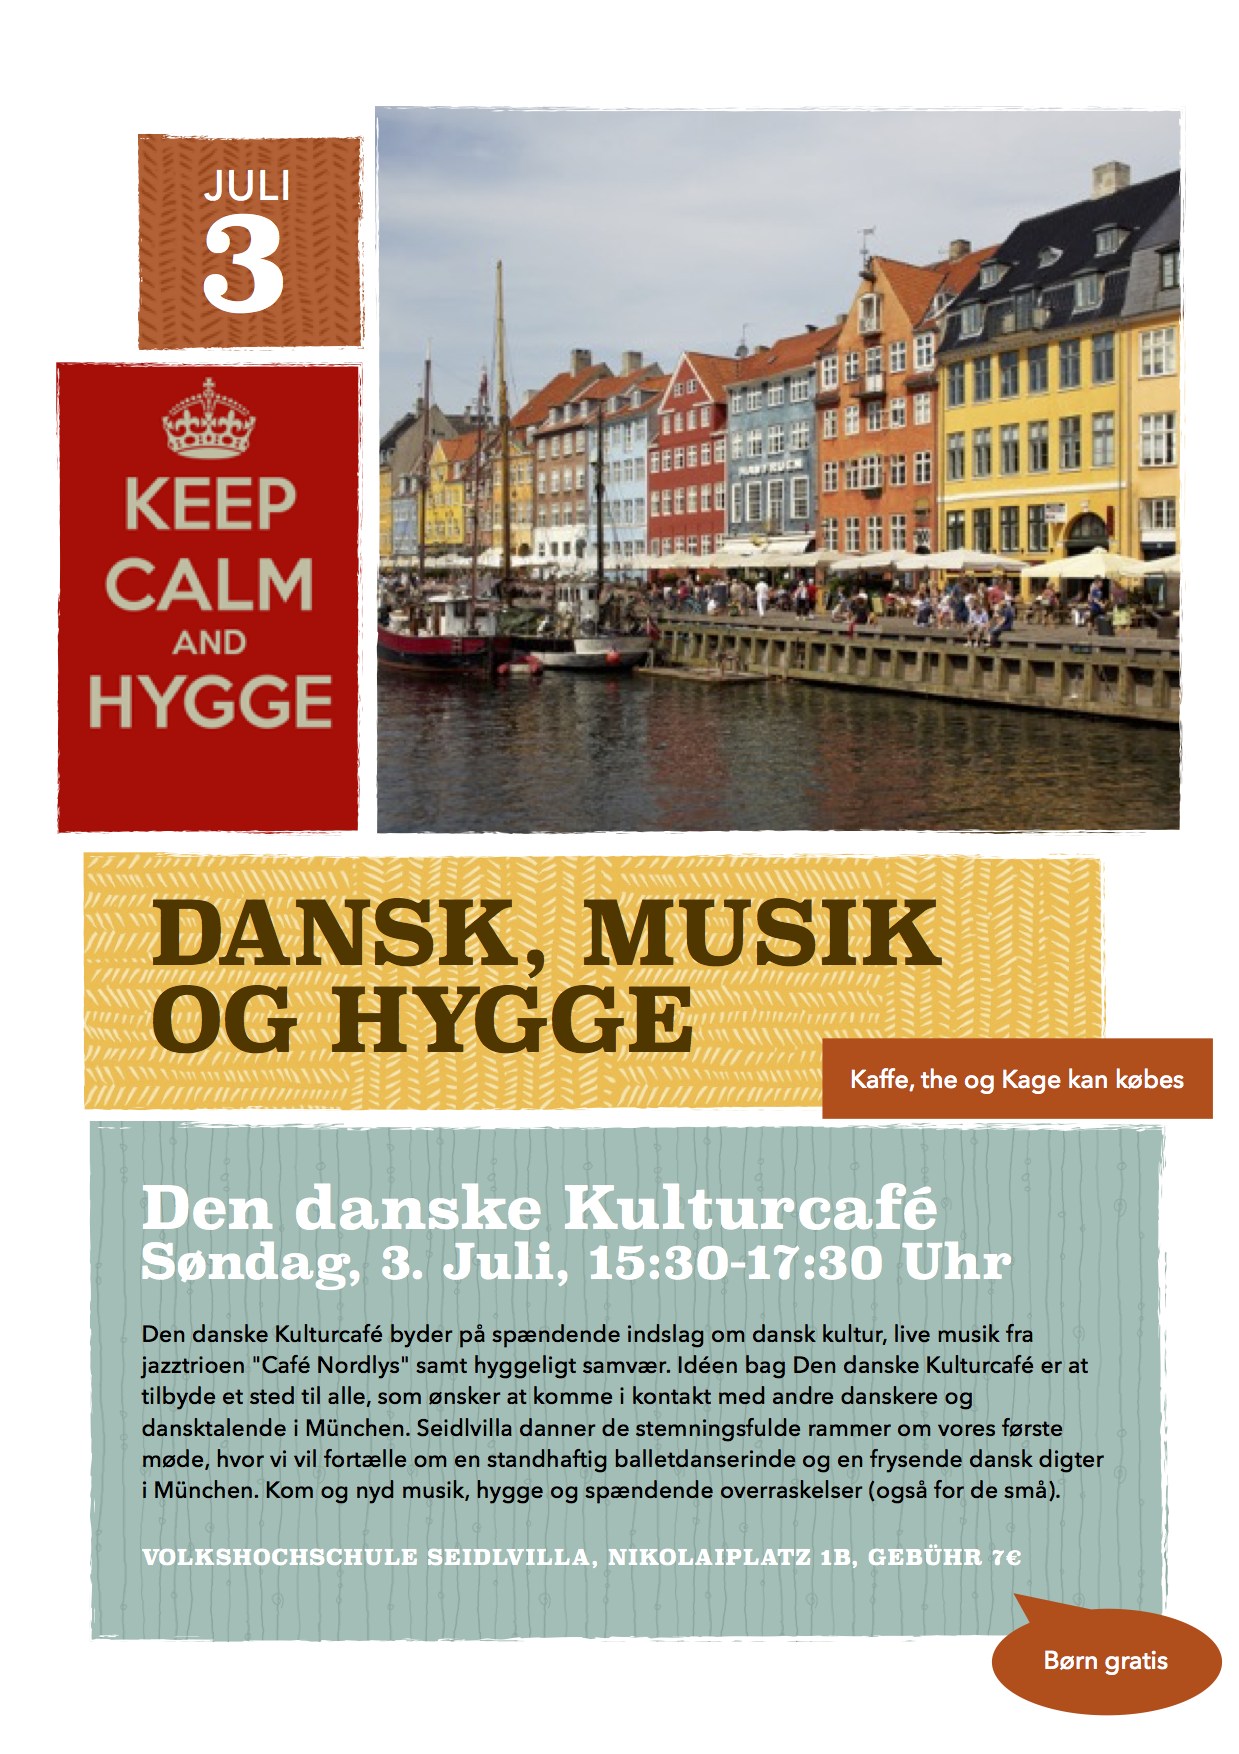 JULI
3
KEEP
CALM
AND
HYGGE
DANSK, MUSIK
OG HYGGE
Kaffe, the og Kage kan købes
Den danske Kulturcafé
Søndag, 3. Juli, 15:30-17:30 Uhr
Den danske Kulturcafé byder på spændende indslag om dansk kultur, live musik fra
jazztrioen "Café Nordlys" samt hyggeligt samvær. Idéen bag Den danske Kulturcafé er at
tilbyde et sted til alle, som ønsker at komme i kontakt med andre danskere og
dansktalende i München. Seidlvilla danner de stemningsfulde rammer om vores første
møde, hvor vi vil fortælle om en standhaftig balletdanserinde og en frysende dansk digter
i München. Kom og nyd musik, hygge og spændende overraskelser (også for de små).
VOLKSHOCHSCHULE SEIDLVILLA, NIKOLAIPLATZ 1B, GEBÜHR 7€
Børn gratis